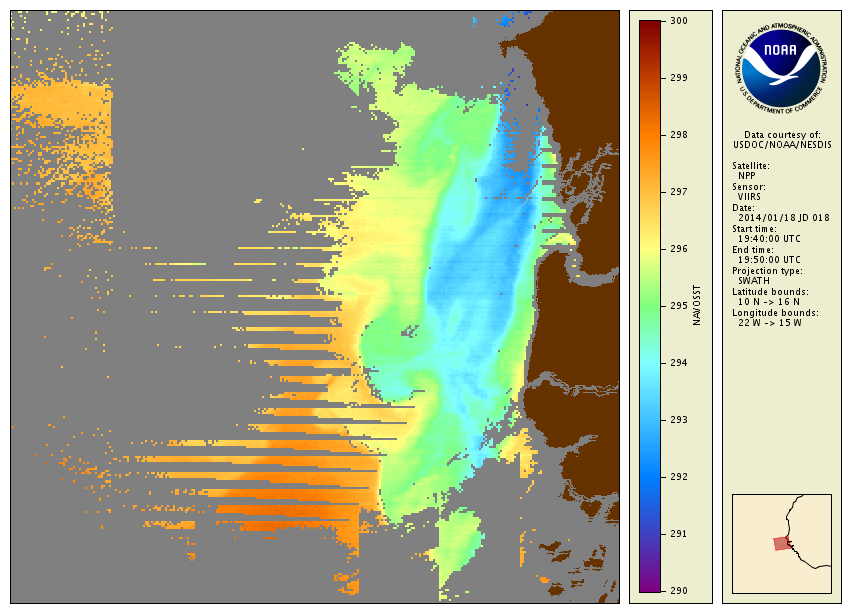 300
299
298
297
296
295
294
293
292
291
290
NAVOSST
NATIONAL OCEANIC AND ATMOSPHERIC ADMINISTRATION
NOAA
U.S. DEPARTMENT OF COMMERCE
Data courtesy of:
USDOC/NOAA/NESDIS
Satellite:
NPP
Sensor:
VIIRS
Date:
2014/01/18 JD 018
Start time:
19:40:00 UTC
End time:
19:50:00 UTC
Projection type:
SWATH
Latitude bounds:
10 N -> 16 N
Longitude bounds:
22 W -> 15 W